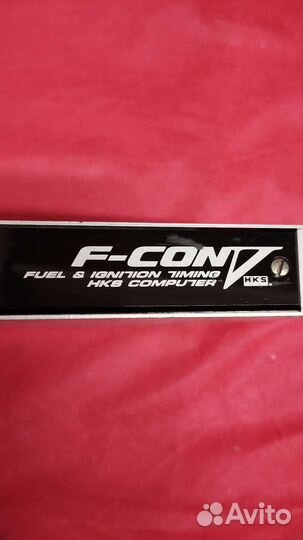 F-CON V
FUEL & IGNITION TIMING
HKS COMPUTER
HKS
Avito